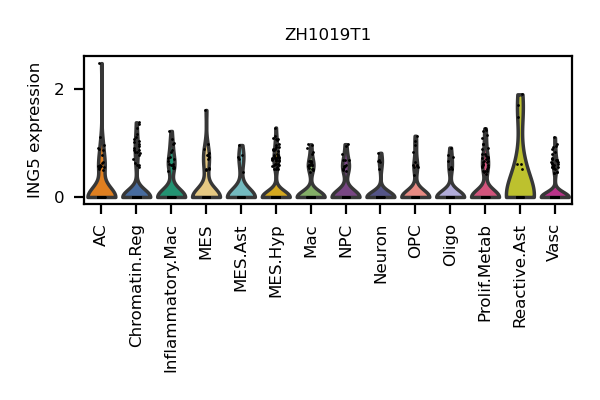 ZH1019T1
ING5 expression
2
0
AC
Chromatin.Reg
Inflammatory.Mac
MES
MES.Ast
MES.Hyp
Mac
NPC
Neuron
OPC
Oligo
Prolif.Metab
Reactive.Ast
Vasc